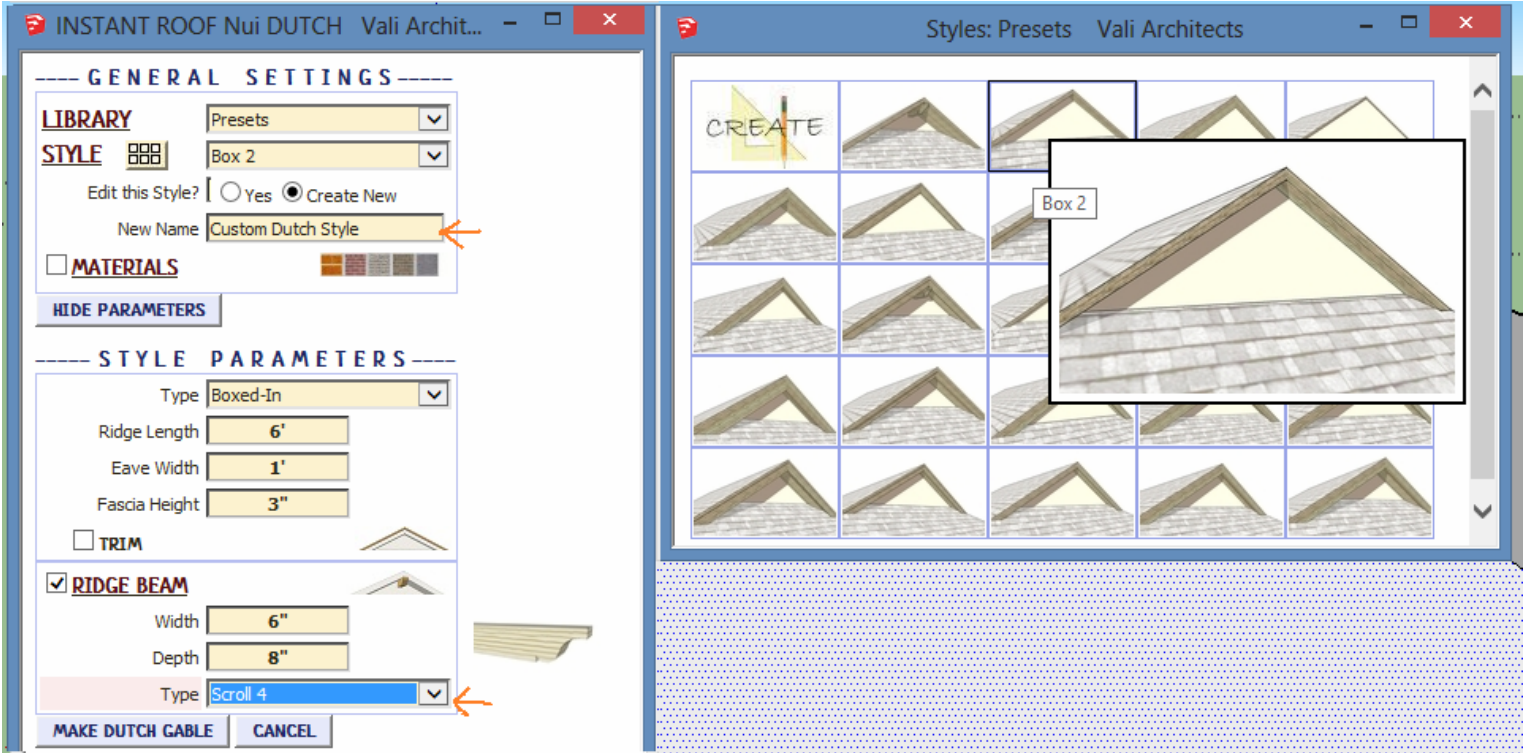 INSTANT ROOF Nui DUTCH Vali Archit...
---- GENERAL SETTINGS-----
LIBRARY Presets
STYLE Box 2
Edit this Style? Yes Create New
New Name Custom Dutch Style
MATERIALS
HIDE PARAMETERS
----- STYLE PARAMETERS----
Type Boxed-In
Ridge Length 6'
Eave Width 1'
Fascia Height 3"
TRIM
RIDGE BEAM
Width 6"
Depth 8"
Type Scroll 4
MAKE DUTCH GABLE CANCEL
Styles: Presets Vali Architects
CREATE
Box 2